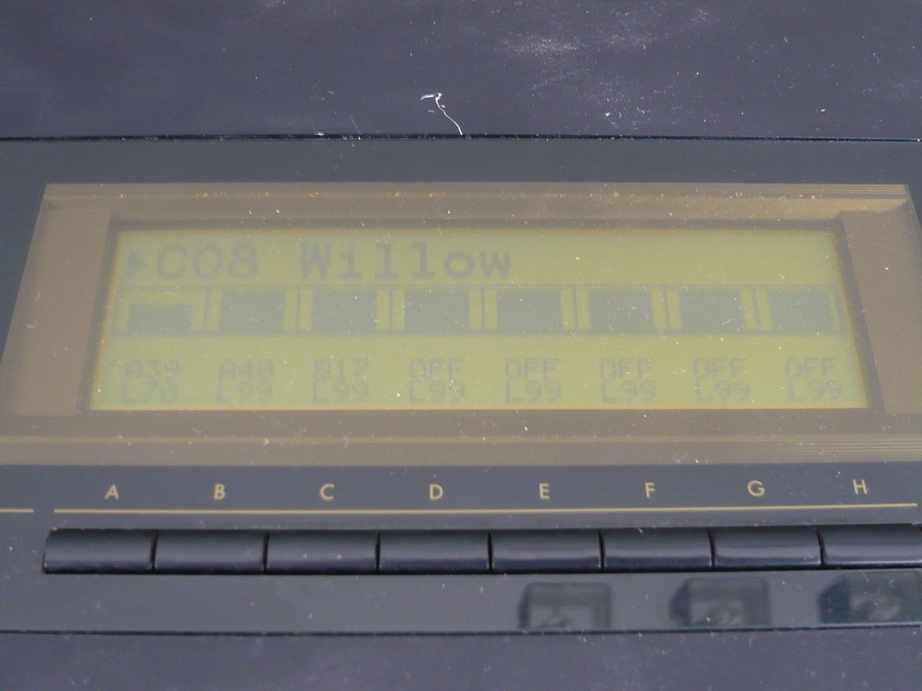 ▶C08 Willow
A39 A40 B17 OFF OFF OFF OFF OFF
L70 L99 L99 L99 L99 L99 L99 L99
A B C D E F G H